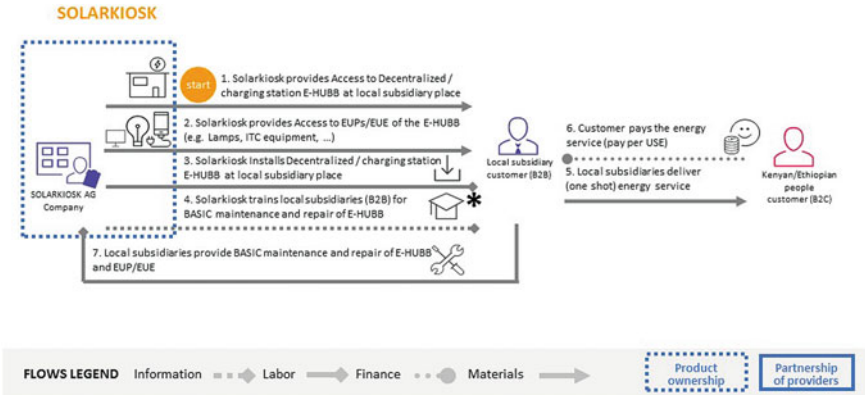 SOLARKIOSK
start
1. Solarkiosk provides Access to Decentralized /
charging station E-HUBB at local subsidiary place
2. Solarkiosk provides Access to EUPs/EUE of the E-HUBB
(e.g. Lamps, ITC equipment, ...)
3. Solarkiosk Installs Decentralized / charging station
E-HUBB at local subsidiary place
SOLARKIOSK AG
Company
4. Solarkiosk trains local subsidiaries (B2B) for
BASIC maintenance and repair of E-HUBB
*
7. Local subsidiaries provide BASIC maintenance and repair of E-HUBB
and EUP/EUE
Local subsidiary
customer (B2B)
6. Customer pays the energy
service (pay per USE)
5. Local subsidiaries deliver
(one shot) energy service
Kenyan/Ethiopian
people
customer (B2C)
FLOWS LEGEND Information Labor Finance Materials
Product
ownership
Partnership
of providers